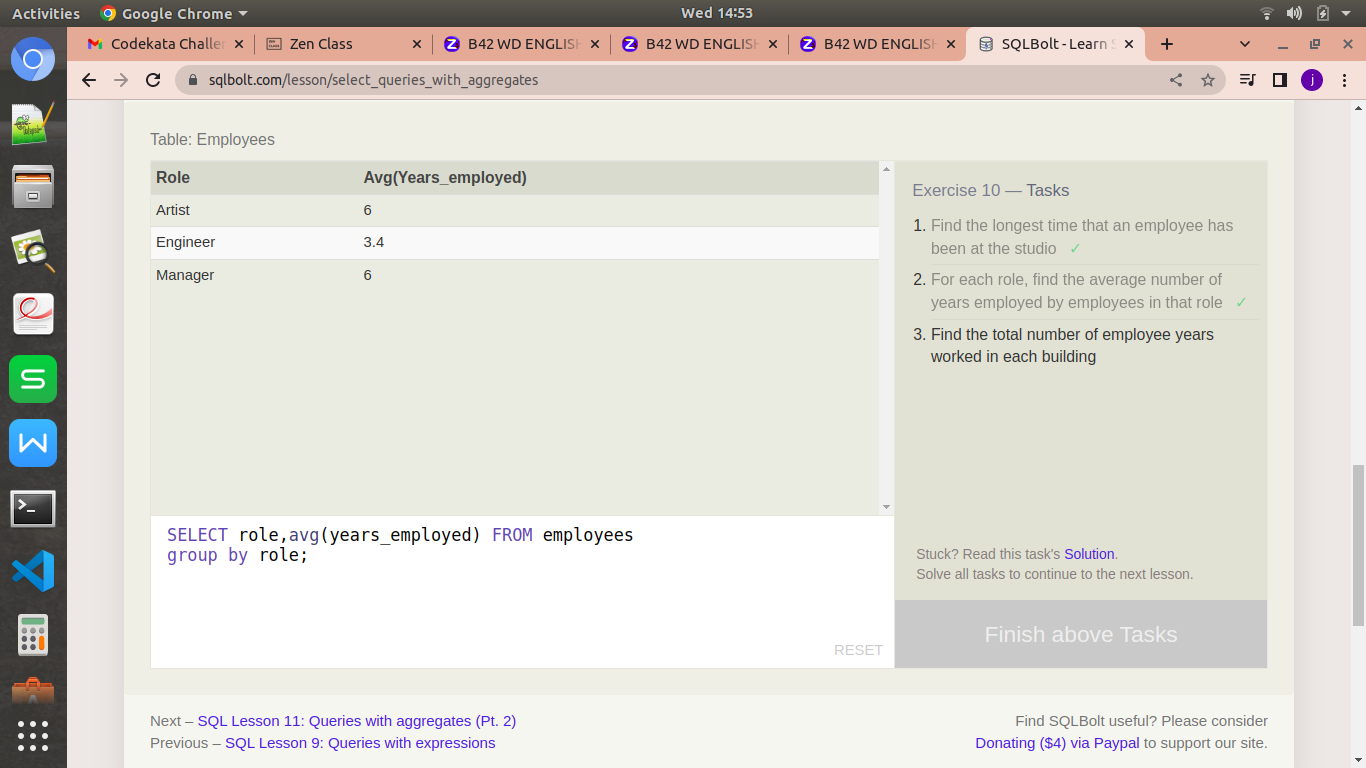 Activities Google Chrome Wed 14:53
Codekata Challer Zen Class B42 WD ENGLISH B42 WD ENGLISH B42 WD ENGLISH SQLBolt - Learn S
sqlbolt.com/lesson/select_queries_with_aggregates j
Table: Employees
Role Avg(Years_employed)
Artist 6
Engineer 3.4
Manager 6
Exercise 10 — Tasks
1. Find the longest time that an employee has
been at the studio ✓
2. For each role, find the average number of
years employed by employees in that role ✓
3. Find the total number of employee years
worked in each building
Stuck? Read this task's Solution.
Solve all tasks to continue to the next lesson.
Finish above Tasks
SELECT role,avg(years_employed) FROM employees
group by role;
RESET
Next – SQL Lesson 11: Queries with aggregates (Pt. 2)
Previous – SQL Lesson 9: Queries with expressions
Find SQLBolt useful? Please consider
Donating ($4) via Paypal to support our site.